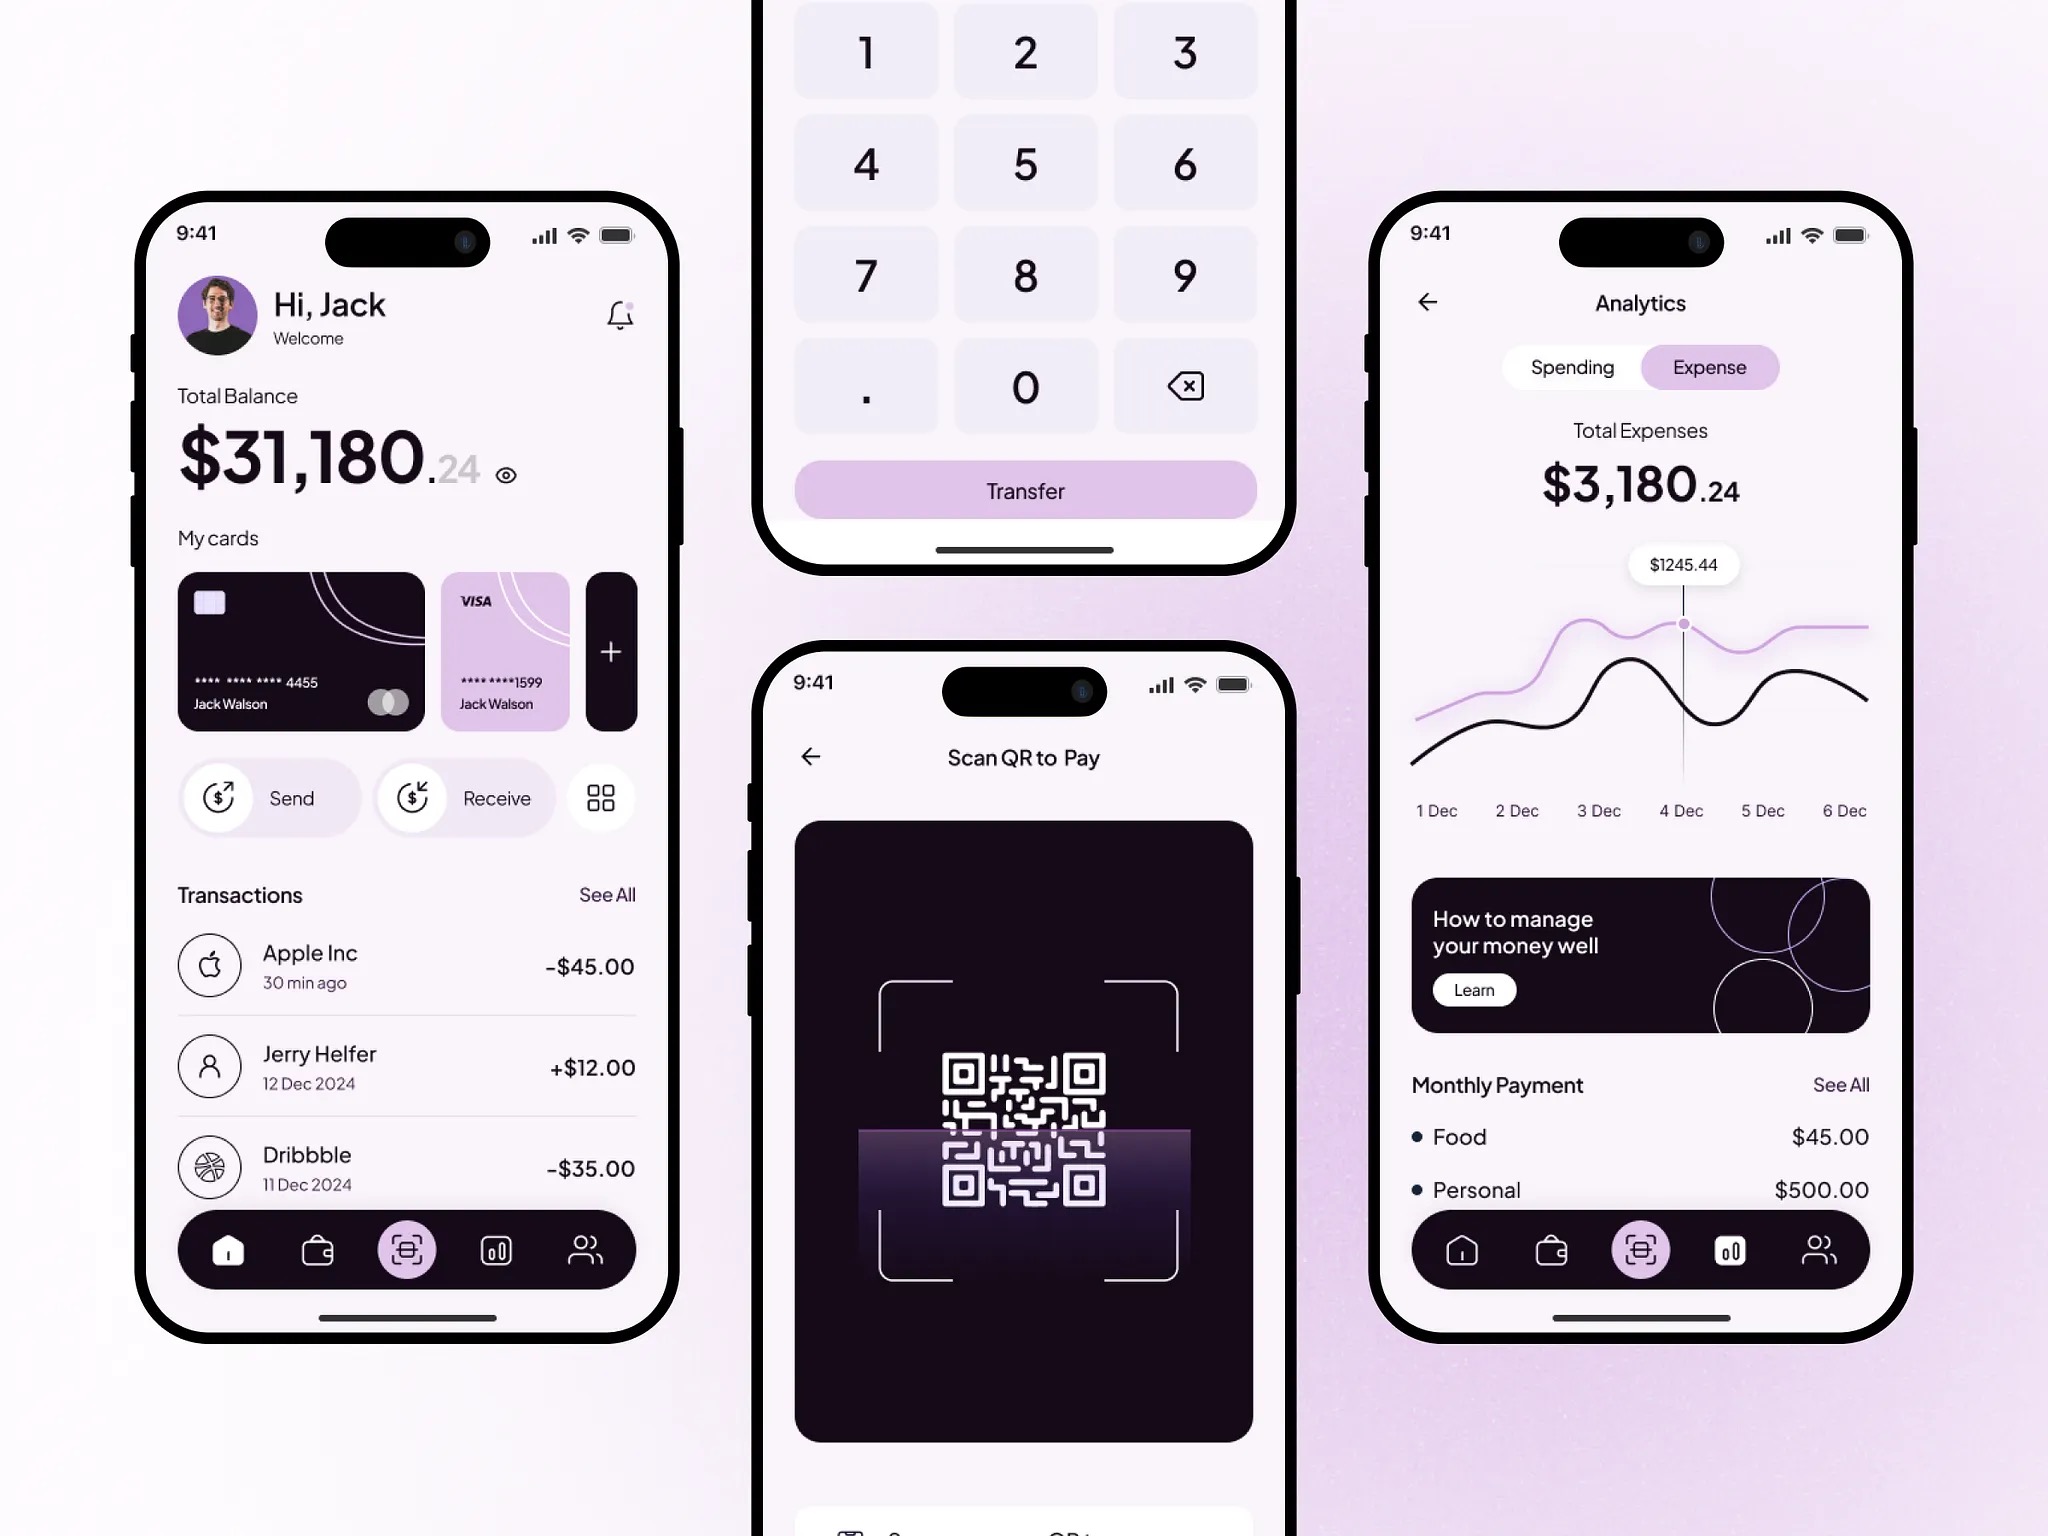 9:41
Hi, Jack
Welcome
Total Balance
$31,180.24
My cards
**** **** **** 4455
Jack Walson
VISA
**** ****1599
Jack Walson
+
Send
Receive
Transactions
See All
Apple Inc
30 min ago
-$45.00
Jerry Helfer
12 Dec 2024
+$12.00
Dribbble
11 Dec 2024
-$35.00
1 2 3
4 5 6
7 8 9
. 0
Transfer
9:41
Scan QR to Pay
9:41
Analytics
Spending
Expense
Total Expenses
$3,180.24
$1245.44
1 Dec 2 Dec 3 Dec 4 Dec 5 Dec 6 Dec
How to manage
your money well
Learn
Monthly Payment
See All
Food
$45.00
Personal
$500.00